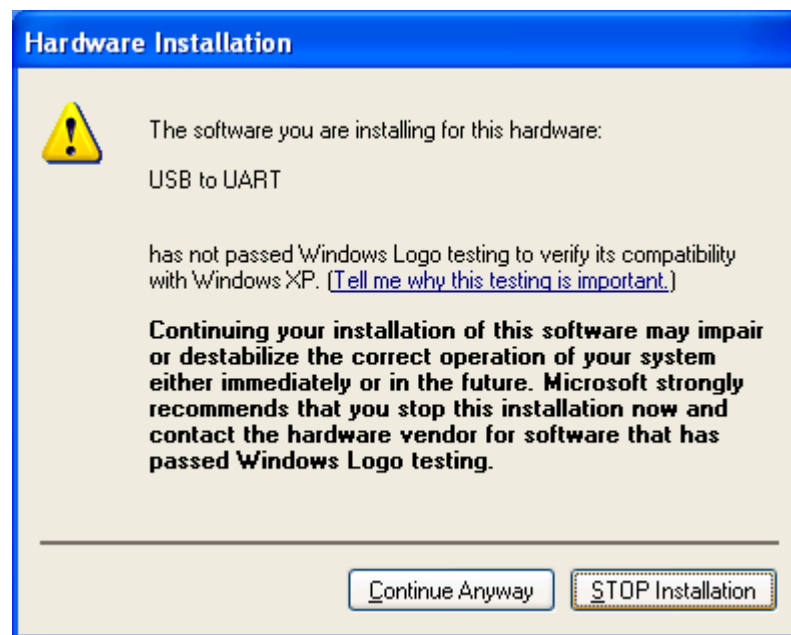 Hardware Installation
The software you are installing for this hardware:
USB to UART
has not passed Windows Logo testing to verify its compatibility
with Windows XP. (Tell me why this testing is important.)
Continuing your installation of this software may impair
or destabilize the correct operation of your system
either immediately or in the future. Microsoft strongly
recommends that you stop this installation now and
contact the hardware vendor for software that has
passed Windows Logo testing.
Continue Anyway
STOP Installation